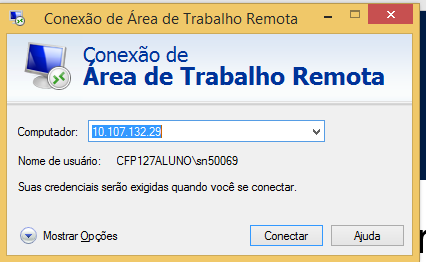 Conexão de Área de Trabalho Remota
Conexão de
Área de Trabalho Remota
Computador: 10.107.132.29
Nome de usuário: CFP127ALUNO\sn50069
Suas credenciais serão exigidas quando você se conectar.
Mostrar Opções Conectar Ajuda